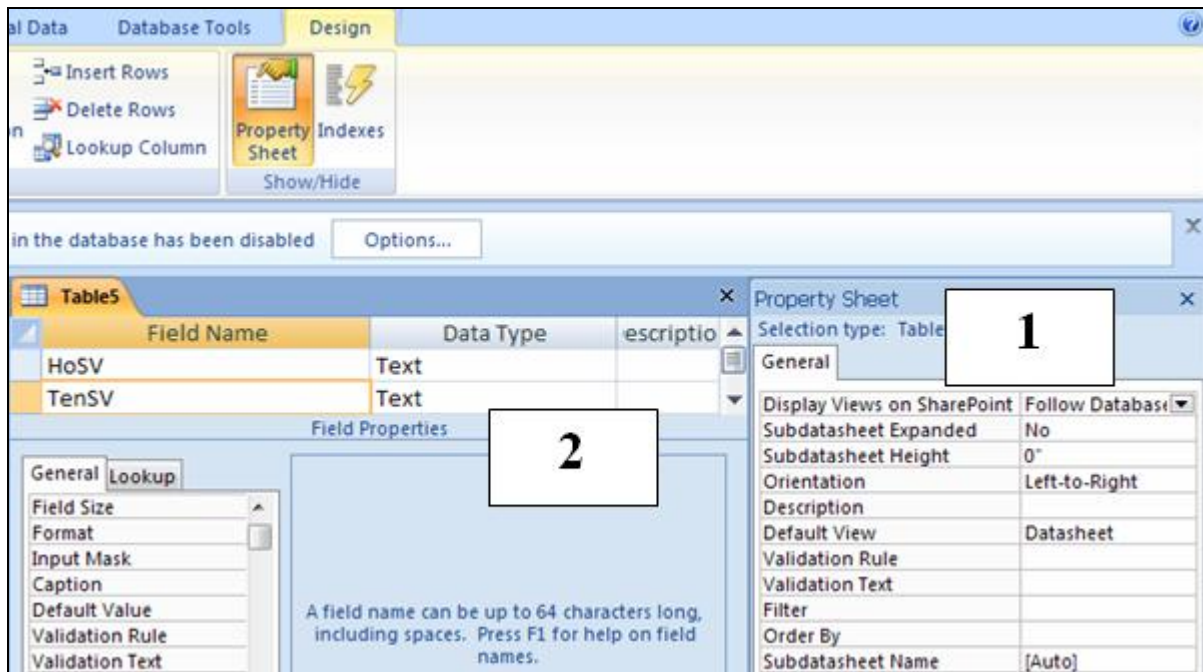 al Data Database Tools Design
Insert Rows
Delete Rows
n
Lookup Column
Property Sheet
Indexes
Show/Hide
in the database has been disabled Options...
Table5
Field Name Data Type escriptio
HoSV Text
TenSV Text
Field Properties
2
General Lookup
Field Size
Format
Input Mask
Caption
Default Value
Validation Rule
Validation Text
A field name can be up to 64 characters long,
including spaces. Press F1 for help on field
names.
Property Sheet
Selection type: Table
1
General
Display Views on SharePoint Follow Database
Subdatasheet Expanded No
Subdatasheet Height 0"
Orientation Left-to-Right
Description
Default View Datasheet
Validation Rule
Validation Text
Filter
Order By
Subdatasheet Name [Auto]